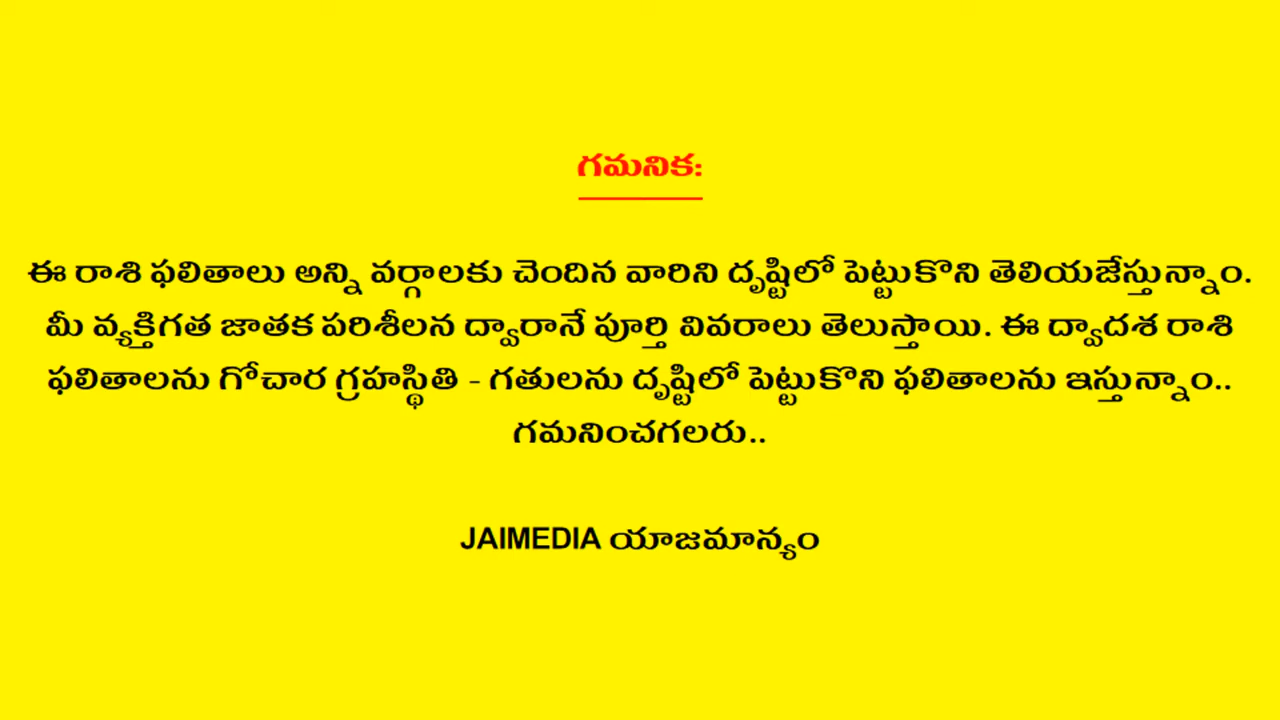 గమనిక:
ఈ రాశి ఫలితాలు అన్ని వర్గాలకు చెందిన వారిని దృష్టిలో పెట్టుకొని తెలియజేస్తున్నాం.
మీ వ్యక్తిగత జాతక పరిశీలన ద్వారానే పూర్తి వివరాలు తెలుస్తాయి. ఈ ద్వాదశ రాశి
ఫలితాలను గోచార గ్రహస్థితి - గతులను దృష్టిలో పెట్టుకొని ఫలితాలను ఇస్తున్నాం..
గమనించగలరు..
JAIMEDIA యాజమాన్యం